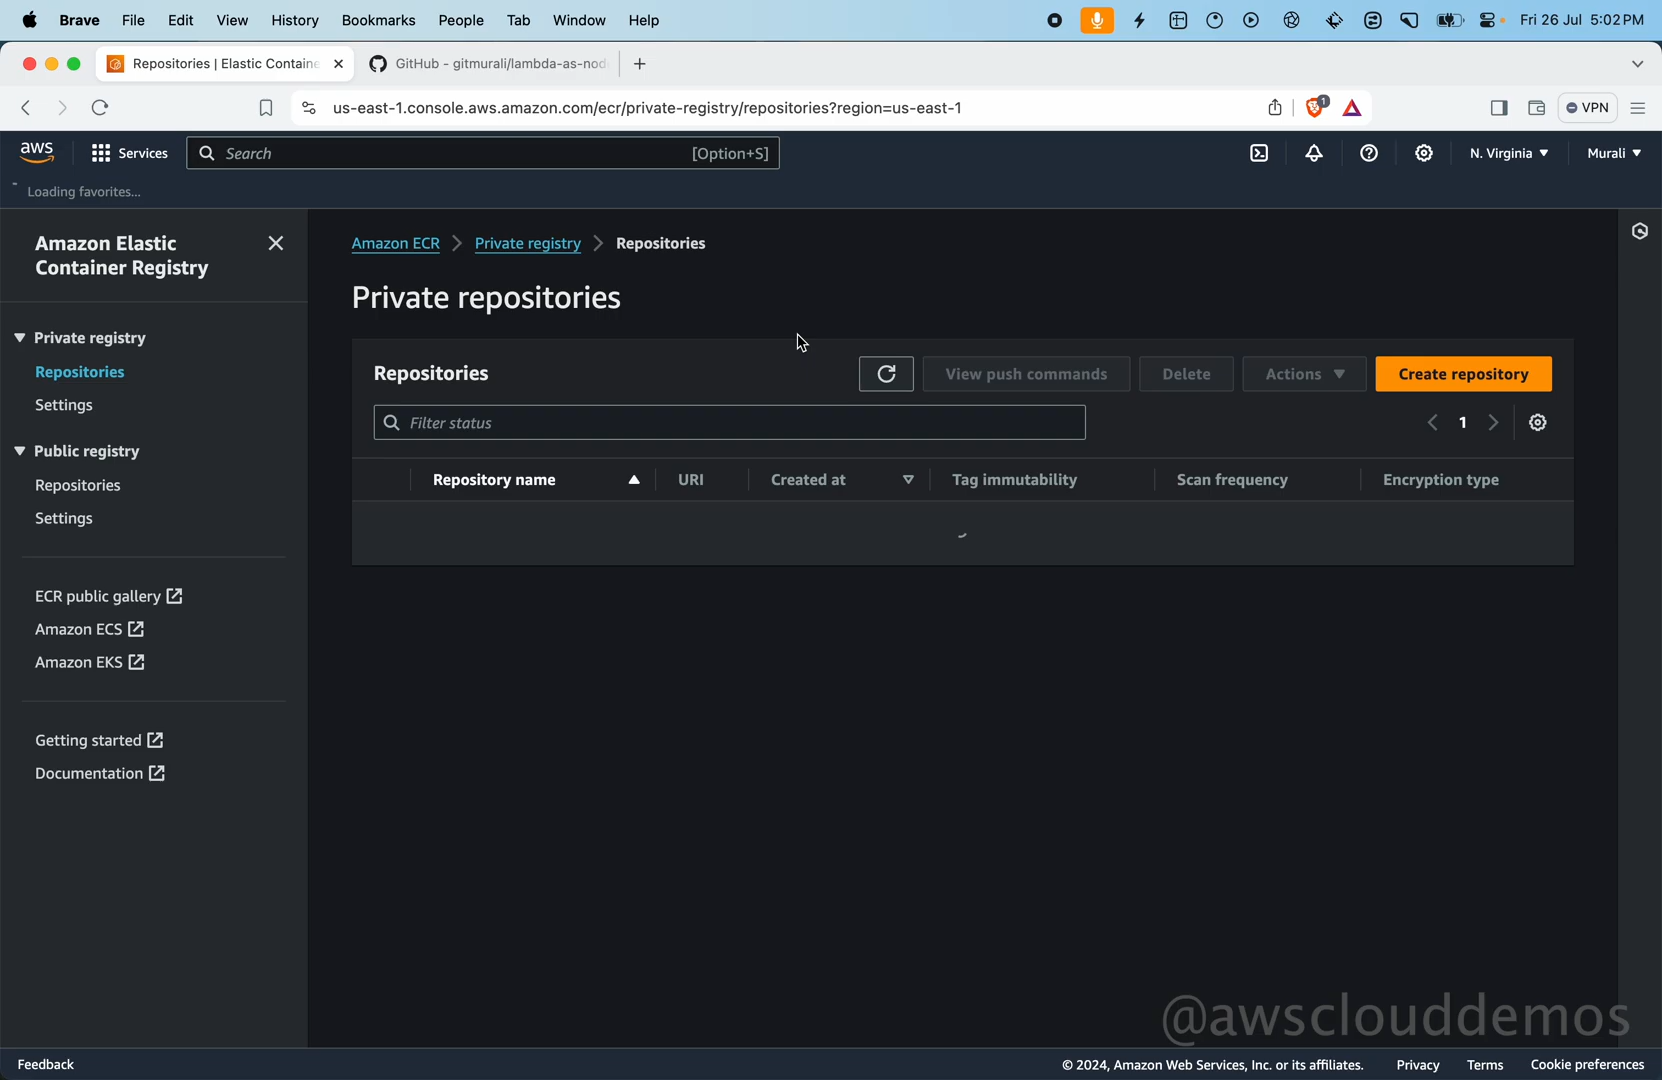 Brave File Edit View History Bookmarks People Tab Window Help Fri 26 Jul 5:02 PM
Repositories | Elastic Containe GitHub - gitmurali/lambda-as-nod
us-east-1.console.aws.amazon.com/ecr/private-registry/repositories?region=us-east-1 1 VPN
aws Services Search [Option+S] N. Virginia Murali
Loading favorites...
Amazon Elastic
Container Registry
Private registry
Repositories
Settings
Public registry
Repositories
Settings
ECR public gallery
Amazon ECS
Amazon EKS
Getting started
Documentation
Amazon ECR Private registry Repositories
Private repositories
Repositories View push commands Delete Actions Create repository
Filter status 1
Repository name URI Created at Tag immutability Scan frequency Encryption type
@awsclouddemos
Feedback © 2024, Amazon Web Services, Inc. or its affiliates. Privacy Terms Cookie preferences